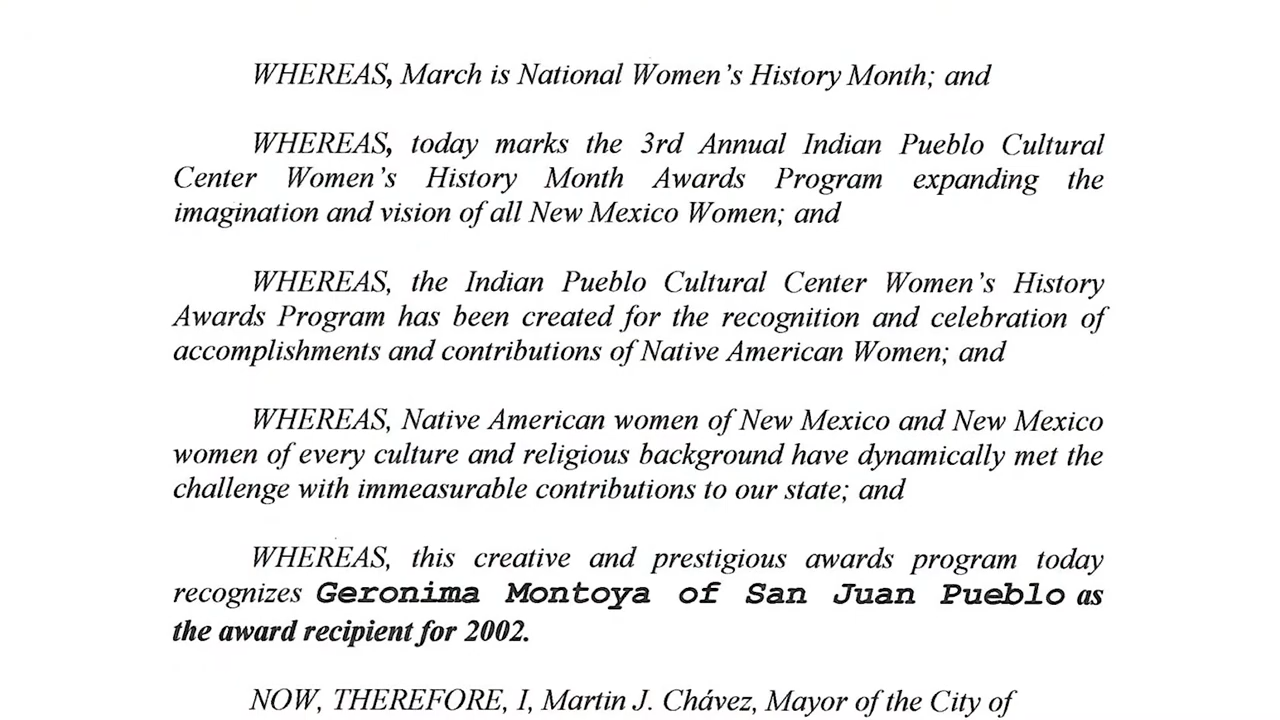 WHEREAS, March is National Women's History Month; and
WHEREAS, today marks the 3rd Annual Indian Pueblo Cultural
Center Women's History Month Awards Program expanding the
imagination and vision of all New Mexico Women; and
WHEREAS, the Indian Pueblo Cultural Center Women's History
Awards Program has been created for the recognition and celebration of
accomplishments and contributions of Native American Women; and
WHEREAS, Native American women of New Mexico and New Mexico
women of every culture and religious background have dynamically met the
challenge with immeasurable contributions to our state; and
WHEREAS, this creative and prestigious awards program today
recognizes Geronima Montoya of San Juan Pueblo as
the award recipient for 2002.
NOW, THEREFORE, I, Martin J. Chávez, Mayor of the City of